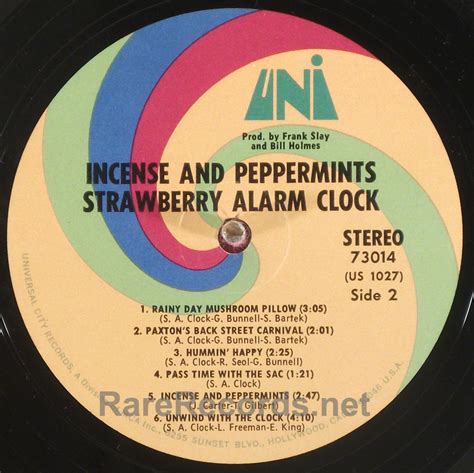 UNI
Prod. by Frank Slay
and Bill Holmes
INCENSE AND PEPPERMINTS
STRAWBERRY ALARM CLOCK
STEREO
73014
(US 1027)
Side 2
1. RAINY DAY MUSHROOM PILLOW (3:05)
(S. A. Clock-G. Bunnell-S. Bartek)
2. PAXTON'S BACK STREET CARNIVAL (2:01)
(S. A. Clock-G. Bunnell-S. Bartek)
3. HUMMIN' HAPPY (2:25)
(S. A. Clock-R. Seol-G. Bunnell)
4. PASS TIME WITH THE SAC (1:21)
(S. A. Clock)
5. INCENSE AND PEPPERMINTS (2:47)
Carter-T. Gilbert)
6. UNWIND WITH THE CLOCK (4:10)
(S. A. Clock-L. Freeman-E. King)
RareRecords.net
UNIVERSAL CITY RECORDS, A 8255 SUNSET BLVD., HOLLYWOOD, U.S.A.